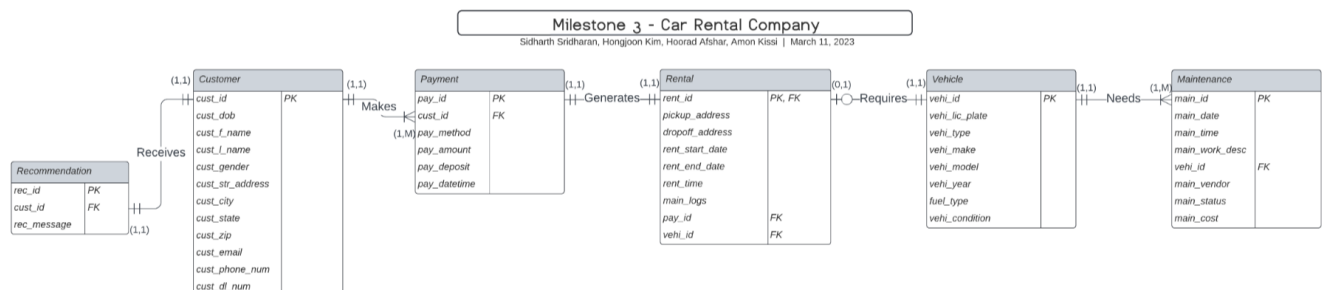 Milestone 3 - Car Rental Company
Sidharth Sridharan, Hongjoon Kim, Hoorad Afshar, Amon Kissi | March 11, 2023
Recommendation
rec_id PK
cust_id FK
rec_message
(1,1)
Receives
(1,1)
Customer
cust_id PK
cust_dob
cust_f_name
cust_l_name
cust_gender
cust_str_address
cust_city
cust_state
cust_zip
cust_email
cust_phone_num
cust_dl_num
(1,1)
Makes
(1,M)
Payment
pay_id PK
cust_id FK
pay_method
pay_amount
pay_deposit
pay_datetime
(1,1)
Generates
(1,1)
Rental
rent_id PK, FK
pickup_address
dropoff_address
rent_start_date
rent_end_date
rent_time
main_logs
pay_id FK
vehi_id FK
(0,1)
Requires
(1,1)
Vehicle
vehi_id PK
vehi_lic_plate
vehi_type
vehi_make
vehi_model
vehi_year
fuel_type
vehi_condition
(1,1)
Needs
(1,M)
Maintenance
main_id PK
main_date
main_time
main_work_desc
vehi_id FK
main_vendor
main_status
main_cost